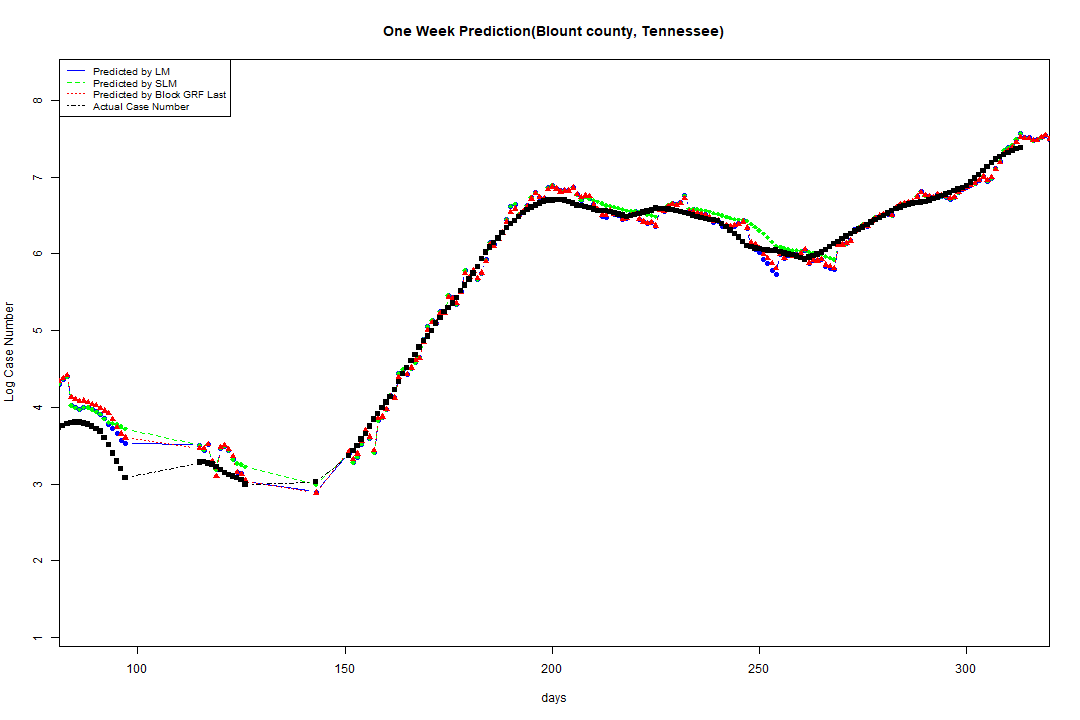 One Week Prediction(Blount county, Tennessee)
Predicted by LM
Predicted by SLM
Predicted by Block GRF Last
Actual Case Number
8
7
6
5
4
3
2
1
Log Case Number
100 150 200 250 300
days